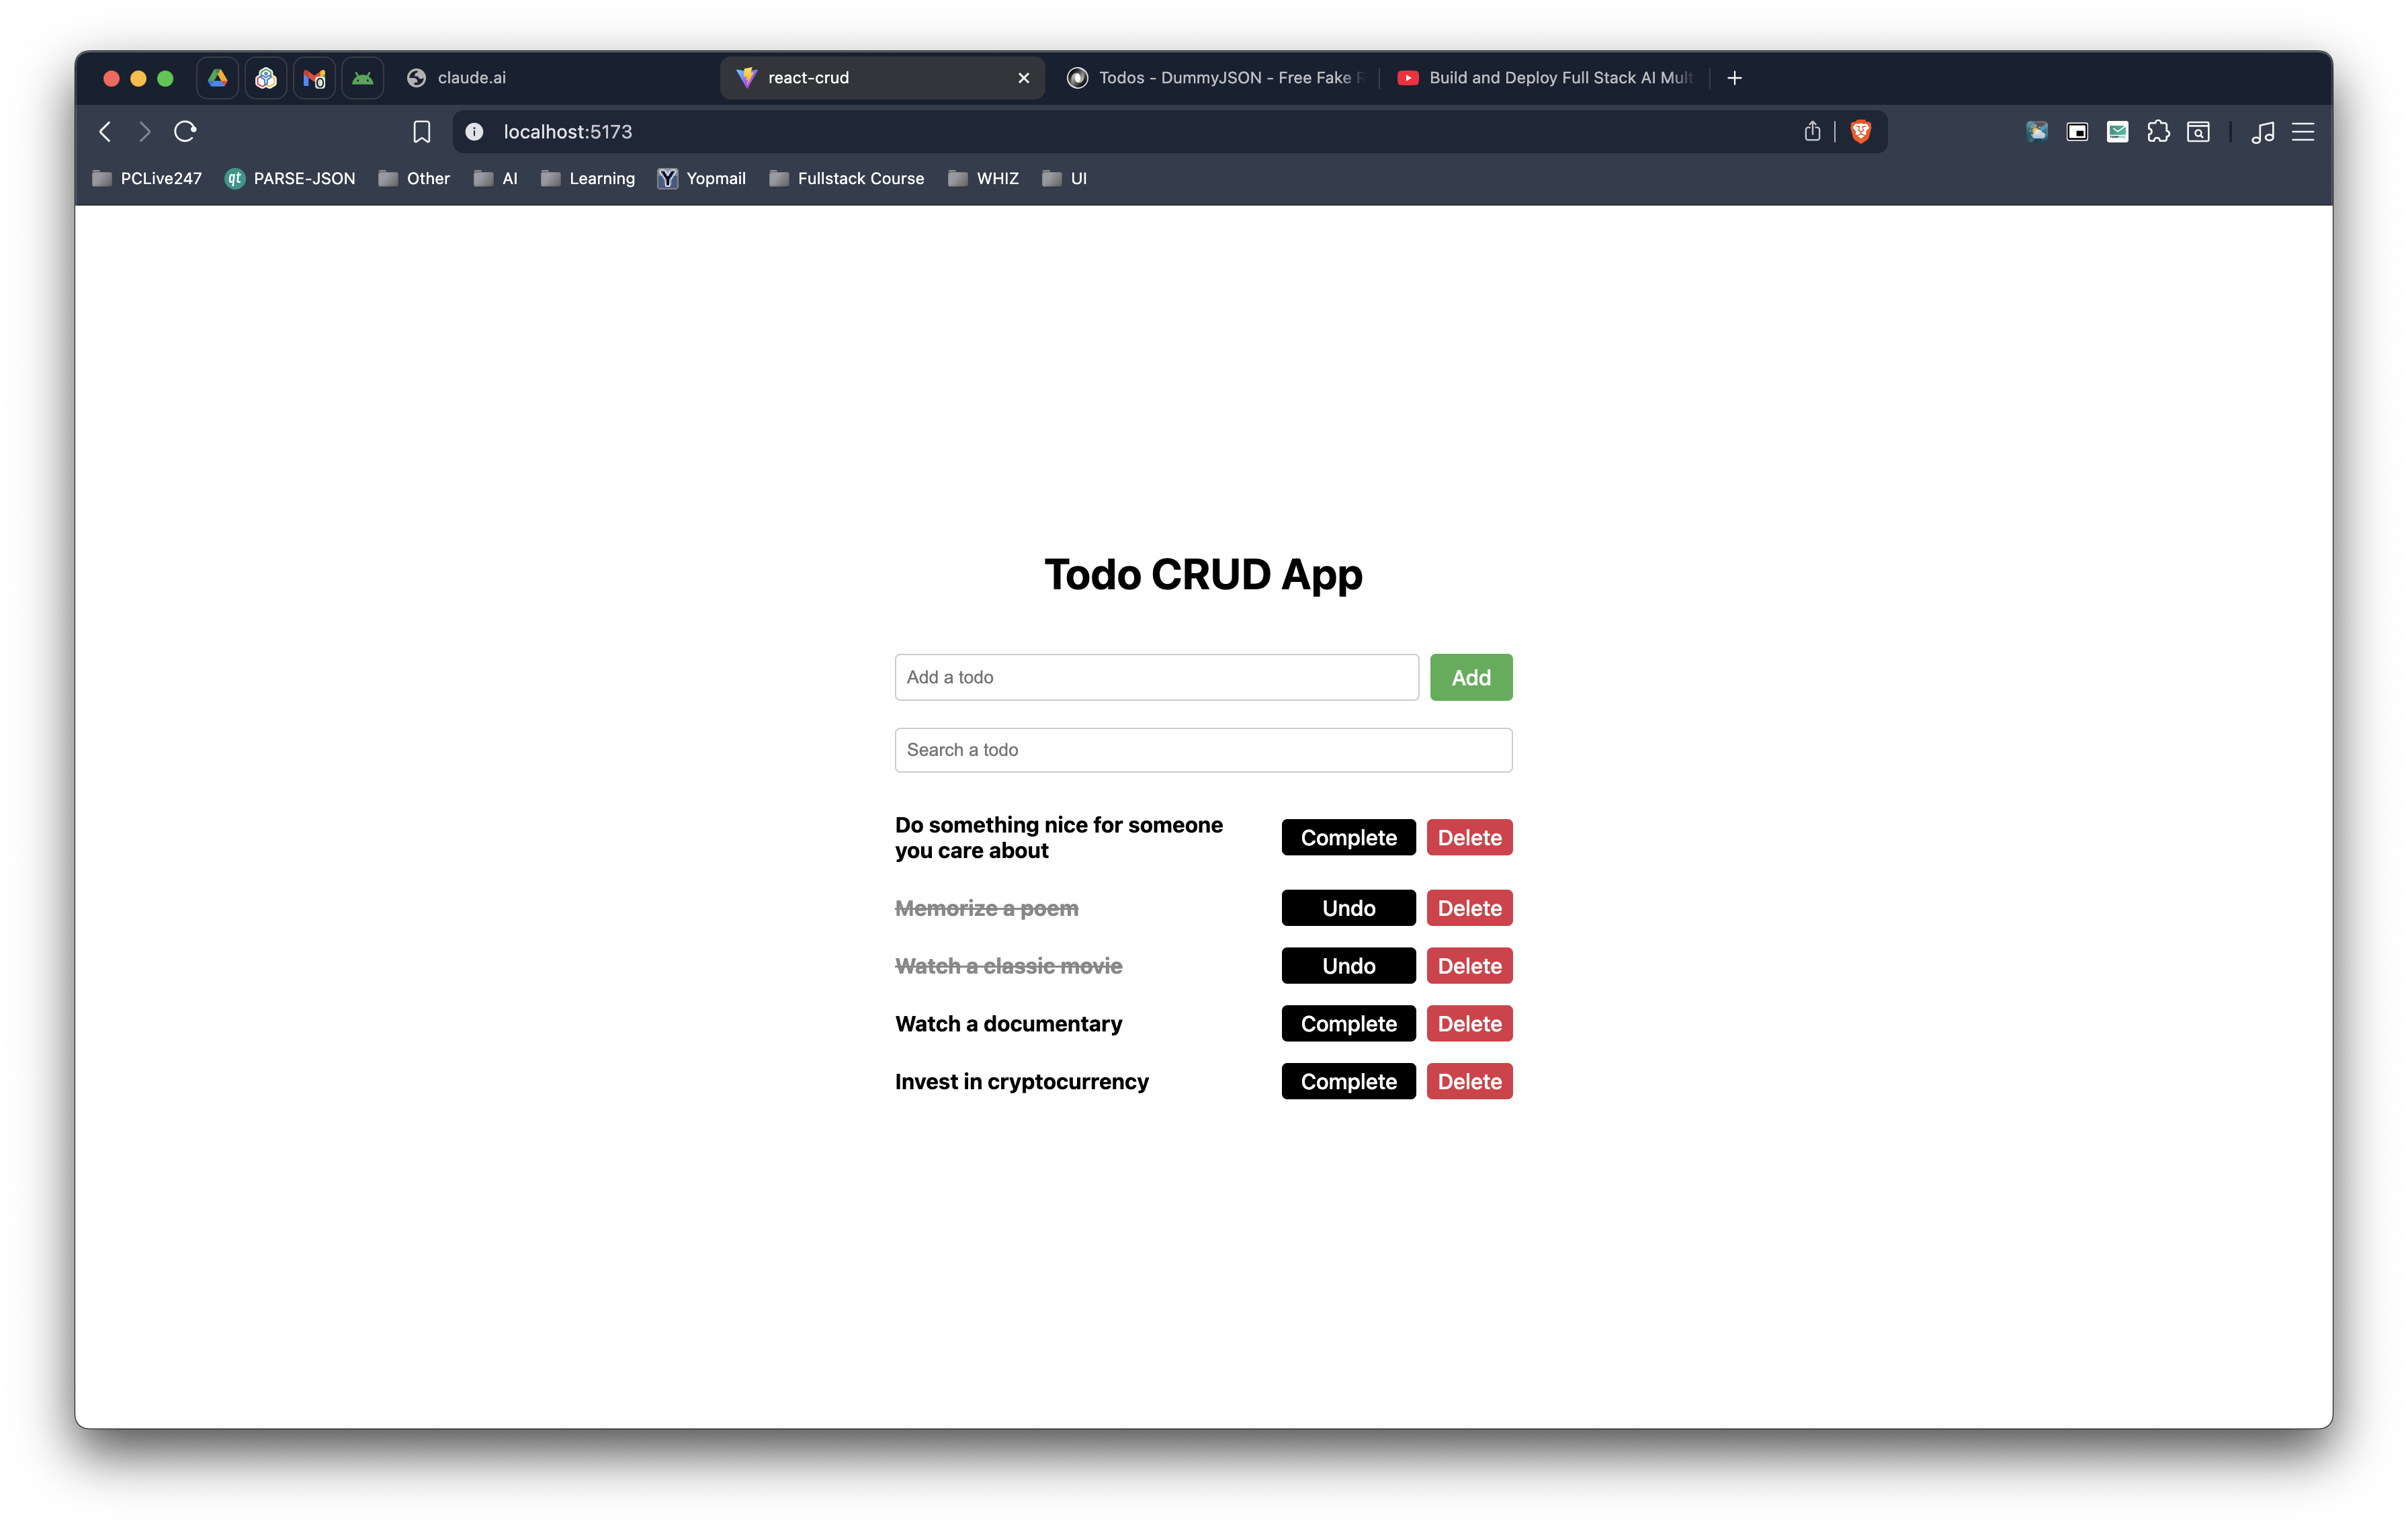 claude.ai
react-crud
Todos - DummyJSON - Free Fake
Build and Deploy Full Stack AI
localhost:5173
PCLive247
qt PARSE-JSON
Other
AI
Learning
Y Yopmail
Fullstack Course
WHIZ
UI
Todo CRUD App
Add a todo
Add
Search a todo
Do something nice for someone
you care about
Complete
Delete
Memorize a poem
Undo
Delete
Watch a classic movie
Undo
Delete
Watch a documentary
Complete
Delete
Invest in cryptocurrency
Complete
Delete